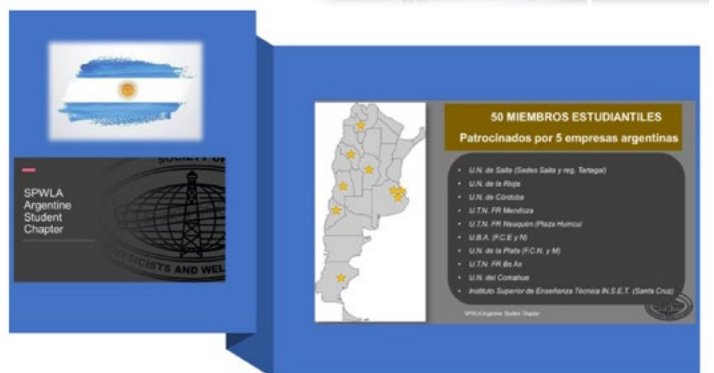 SOCIETY OF
SPWLA
Argentine
Student
Chapter
PHYSICISTS AND WEL
50 MIEMBROS ESTUDIANTILES
Patrocinados por 5 empresas argentinas
• U.N. de Salta (Sedes Salta y reg. Tartagal)
• U.N. de la Rioja
• U.N. de Córdoba
• U.T.N. FR Mendoza
• U.T.N. FR Neuquén (Plaza Huincul
• U.B.A. (F.C.E y N)
• U.N. de la Plata (F.C.N. y M)
• U.T.N. FR Bs As
• U.N. del Comahue
• Instituto Superior de Enseñanza Técnica IN.S.E.T. (Santa Cruz)
SPWLA Argentine Student Chapter